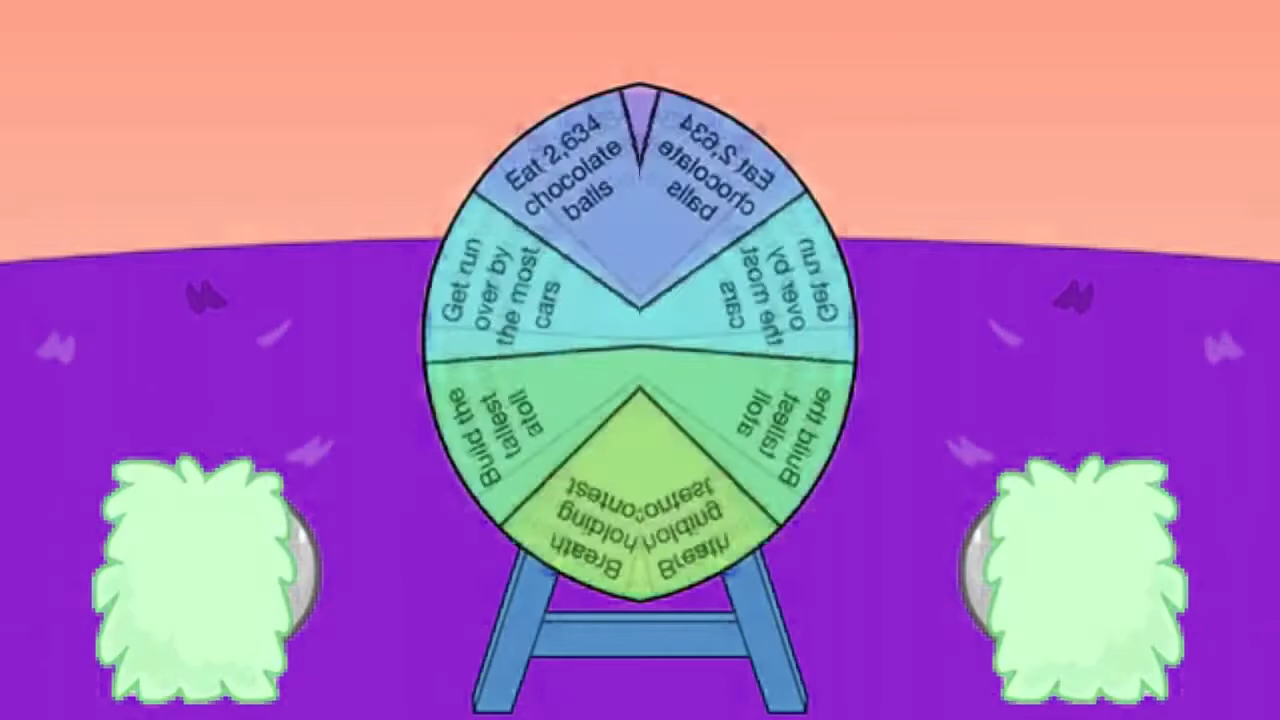 Eat 2,634
chocolate
balls
Eat 2,634
chocolate
balls
Get run
over by
the most
cars
Get run
over by
the most
cars
Build the
tallest
atoll
Build the
tallest
atoll
Breath
holding
contest
Breath
holding
contest